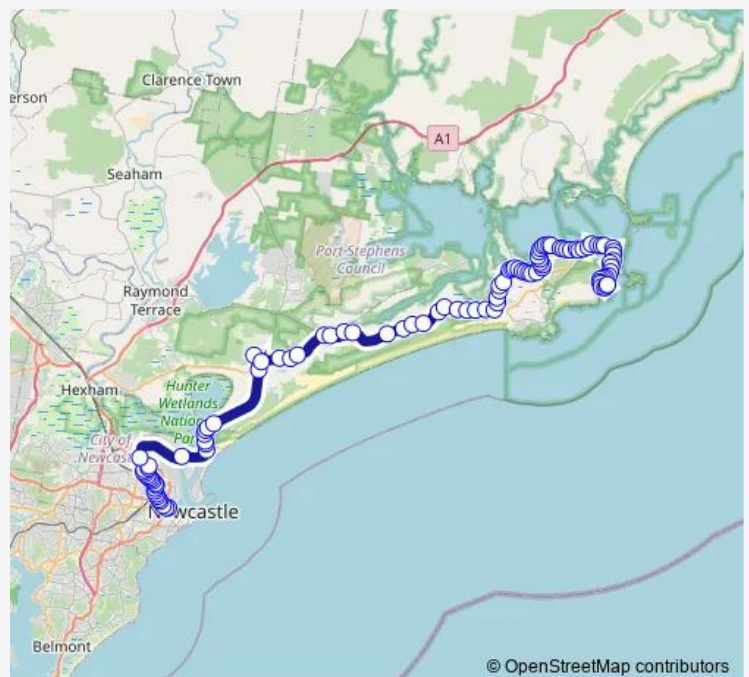 Clarence Town
erson
A1
Seaham
Port Stephens
Council
Raymond
Terrace
Hexham
Hunter
Wetlands
Nation
Par
City of
Newcast
Newcastle
Belmont
© OpenStreetMap contributors